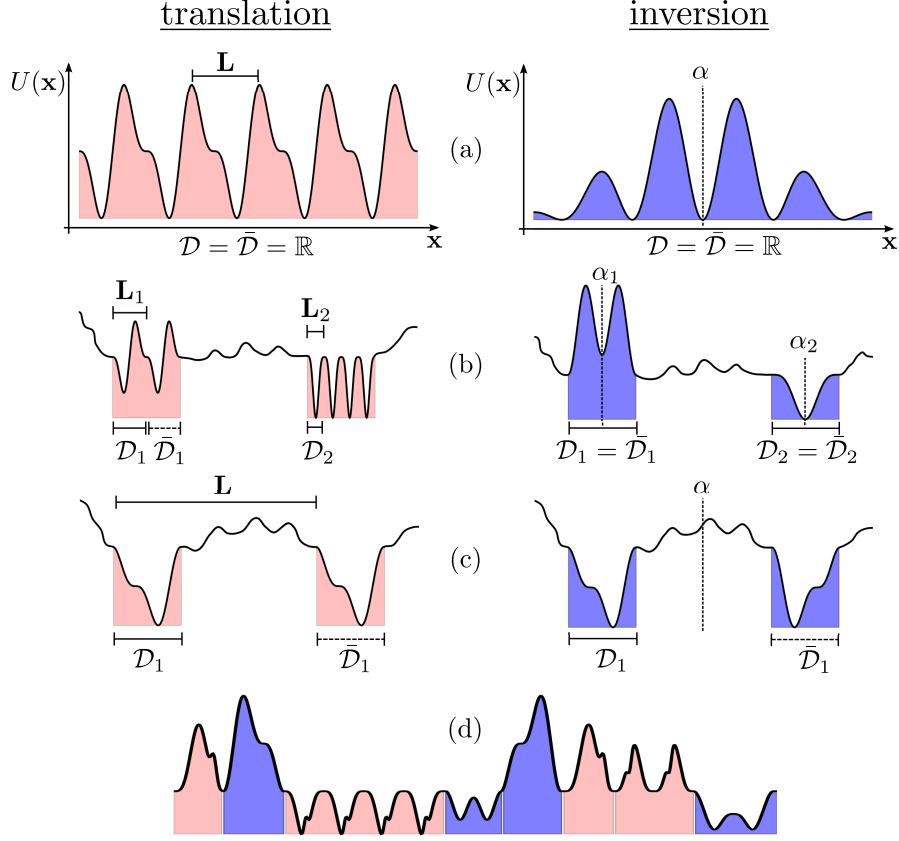 translation
inversion
U(𝐱)
𝐋
𝒟 = 𝒟̄ = ℝ
𝐱
(a)
U(𝐱)
α
𝒟 = 𝒟̄ = ℝ
𝐱
𝐋₁
𝐋₂
𝒟₁ 𝒟̄₁
𝒟₂
(b)
α₁
α₂
𝒟₁ = 𝒟̄₁
𝒟₂ = 𝒟̄₂
𝐋
𝒟₁
𝒟̄₁
(c)
α
𝒟₁
𝒟̄₁
(d)